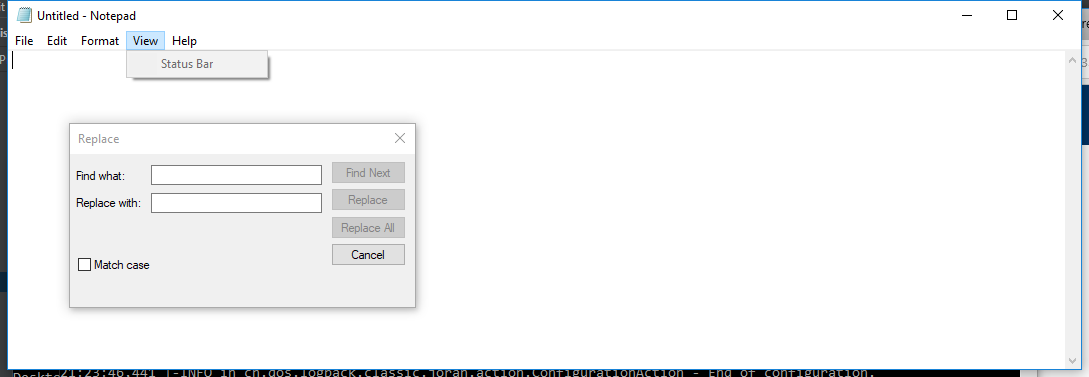 Untitled - Notepad
File Edit Format View Help
Status Bar
Replace
Find what:
Find Next
Replace with:
Replace
Replace All
Cancel
Match case
21:23:46.441 |-INFO in ch.qos.logback.classic.joran.action.ConfigurationAction - End of configuration.